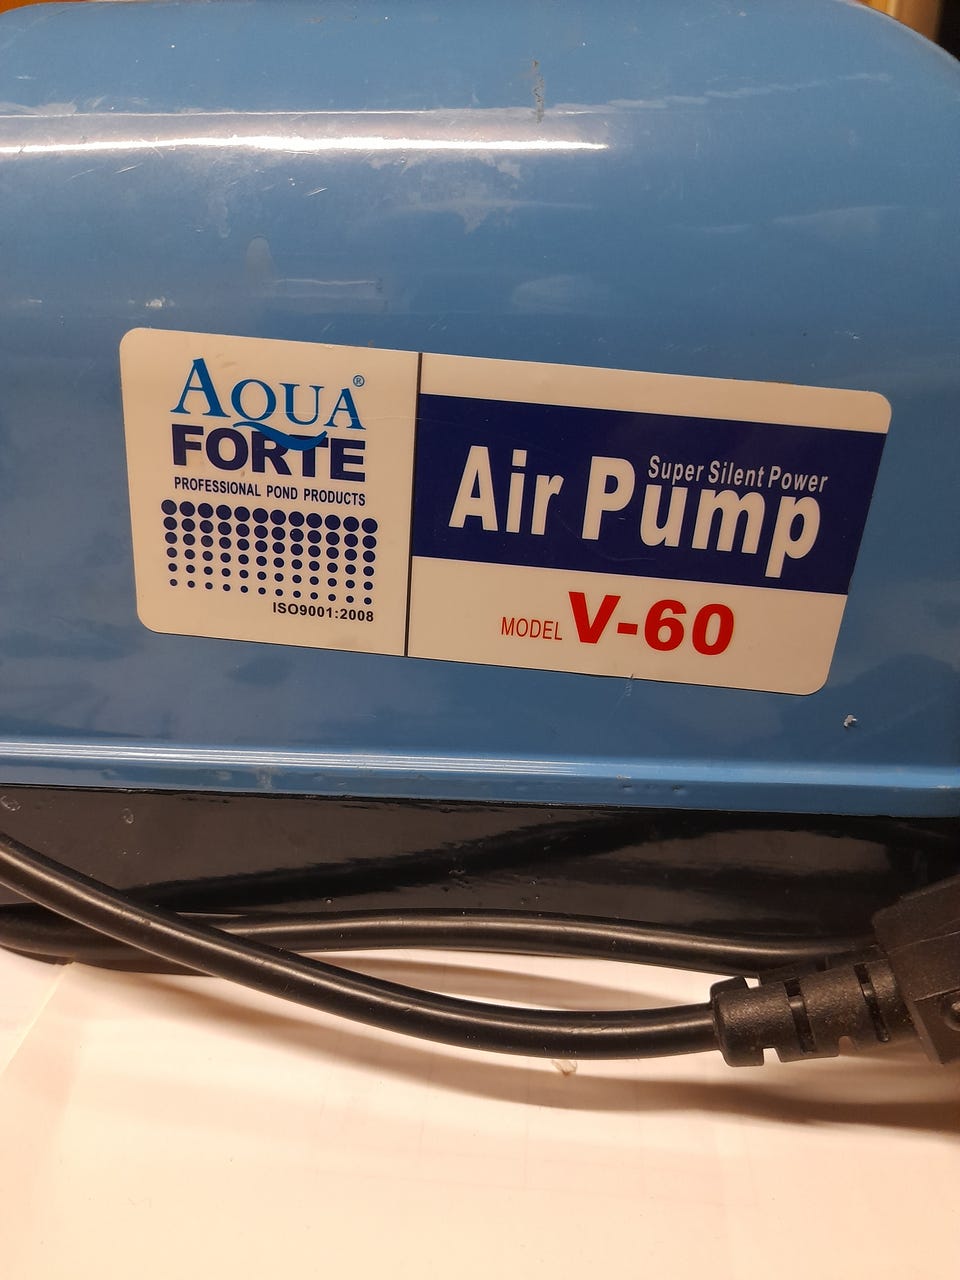 AQUA®
FORTE
PROFESSIONAL POND PRODUCTS
ISO9001:2008
Super Silent Power
Air Pump
MODEL V-60